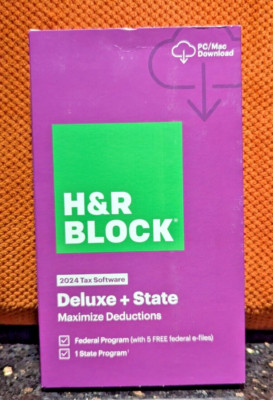 PC/Mac
Download
H&R
BLOCK®
2024 Tax Software
Deluxe + State
Maximize Deductions
Federal Program (with 5 FREE federal e-files)
1 State Program¹